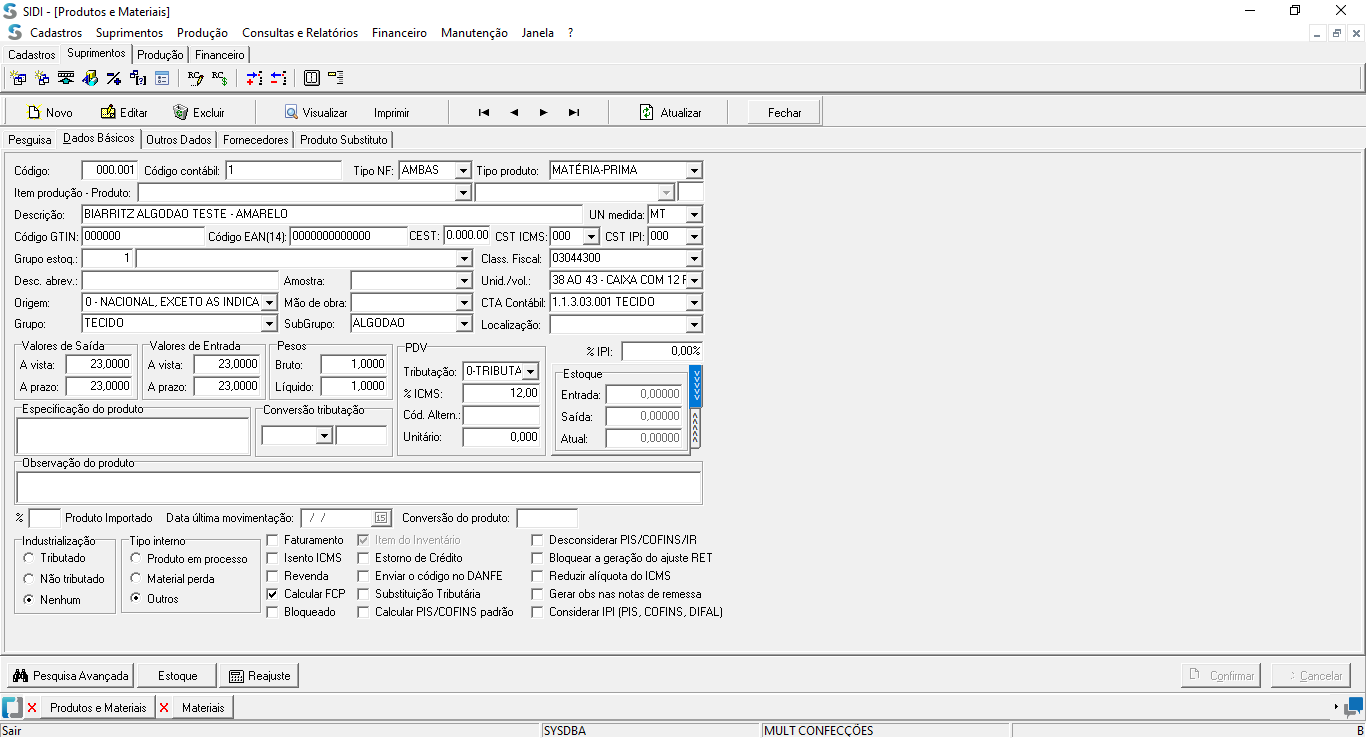 SIDI - [Produtos e Materiais]
Cadastros Suprimentos Produção Consultas e Relatórios Financeiro Manutenção Janela ?
Cadastros Suprimentos Produção Financeiro
Novo Editar Excluir Visualizar Imprimir Atualizar Fechar
Pesquisa Dados Básicos Outros Dados Fornecedores Produto Substituto
Código: 000.001 Código contábil: 1 Tipo NF: AMBAS Tipo produto: MATÉRIA-PRIMA
Item produção - Produto:
Descrição: BIARRITZ ALGODAO TESTE - AMARELO UN medida: MT
Código GTIN: 000000 Código EAN(14): 0000000000000 CEST: 0.000.00 CST ICMS: 000 CST IPI: 000
Grupo estoq.: 1 Class. Fiscal: 03044300
Desc. abrev.: Amostra: Unid./vol.: 38 AO 43 - CAIXA COM 12 F
Origem: 0 - NACIONAL, EXCETO AS INDICA Mão de obra: CTA Contábil: 1.1.3.03.001 TECIDO
Grupo: TECIDO SubGrupo: ALGODAO Localização:
Valores de Saída Valores de Entrada Pesos PDV % IPI: 0,00%
A vista: 23,0000 A vista: 23,0000 Bruto: 1,0000 Tributação: 0-TRIBUTA Estoque
A prazo: 23,0000 A prazo: 23,0000 Líquido: 1,0000 % ICMS: 12,00 Entrada: 0,00000
Especificação do produto Conversão tributação Cód. Altern.: Saída: 0,00000
Unitário: 0,000 Atual: 0,00000
Observação do produto
% Produto Importado Data última movimentação: / / 15 Conversão do produto:
Industrialização Tipo interno Faturamento Item do Inventário Desconsiderar PIS/COFINS/IR
Tributado Produto em processo Isento ICMS Estorno de Crédito Bloquear a geração do ajuste RET
Não tributado Material perda Revenda Enviar o código no DANFE Reduzir alíquota do ICMS
Nenhum Outros Calcular FCP Substituição Tributária Gerar obs nas notas de remessa
Bloqueado Calcular PIS/COFINS padrão Considerar IPI (PIS, COFINS, DIFAL)
Pesquisa Avançada Estoque Reajuste Confirmar Cancelar
Produtos e Materiais Materiais
Sair SYSDBA MULT CONFECÇÕES B